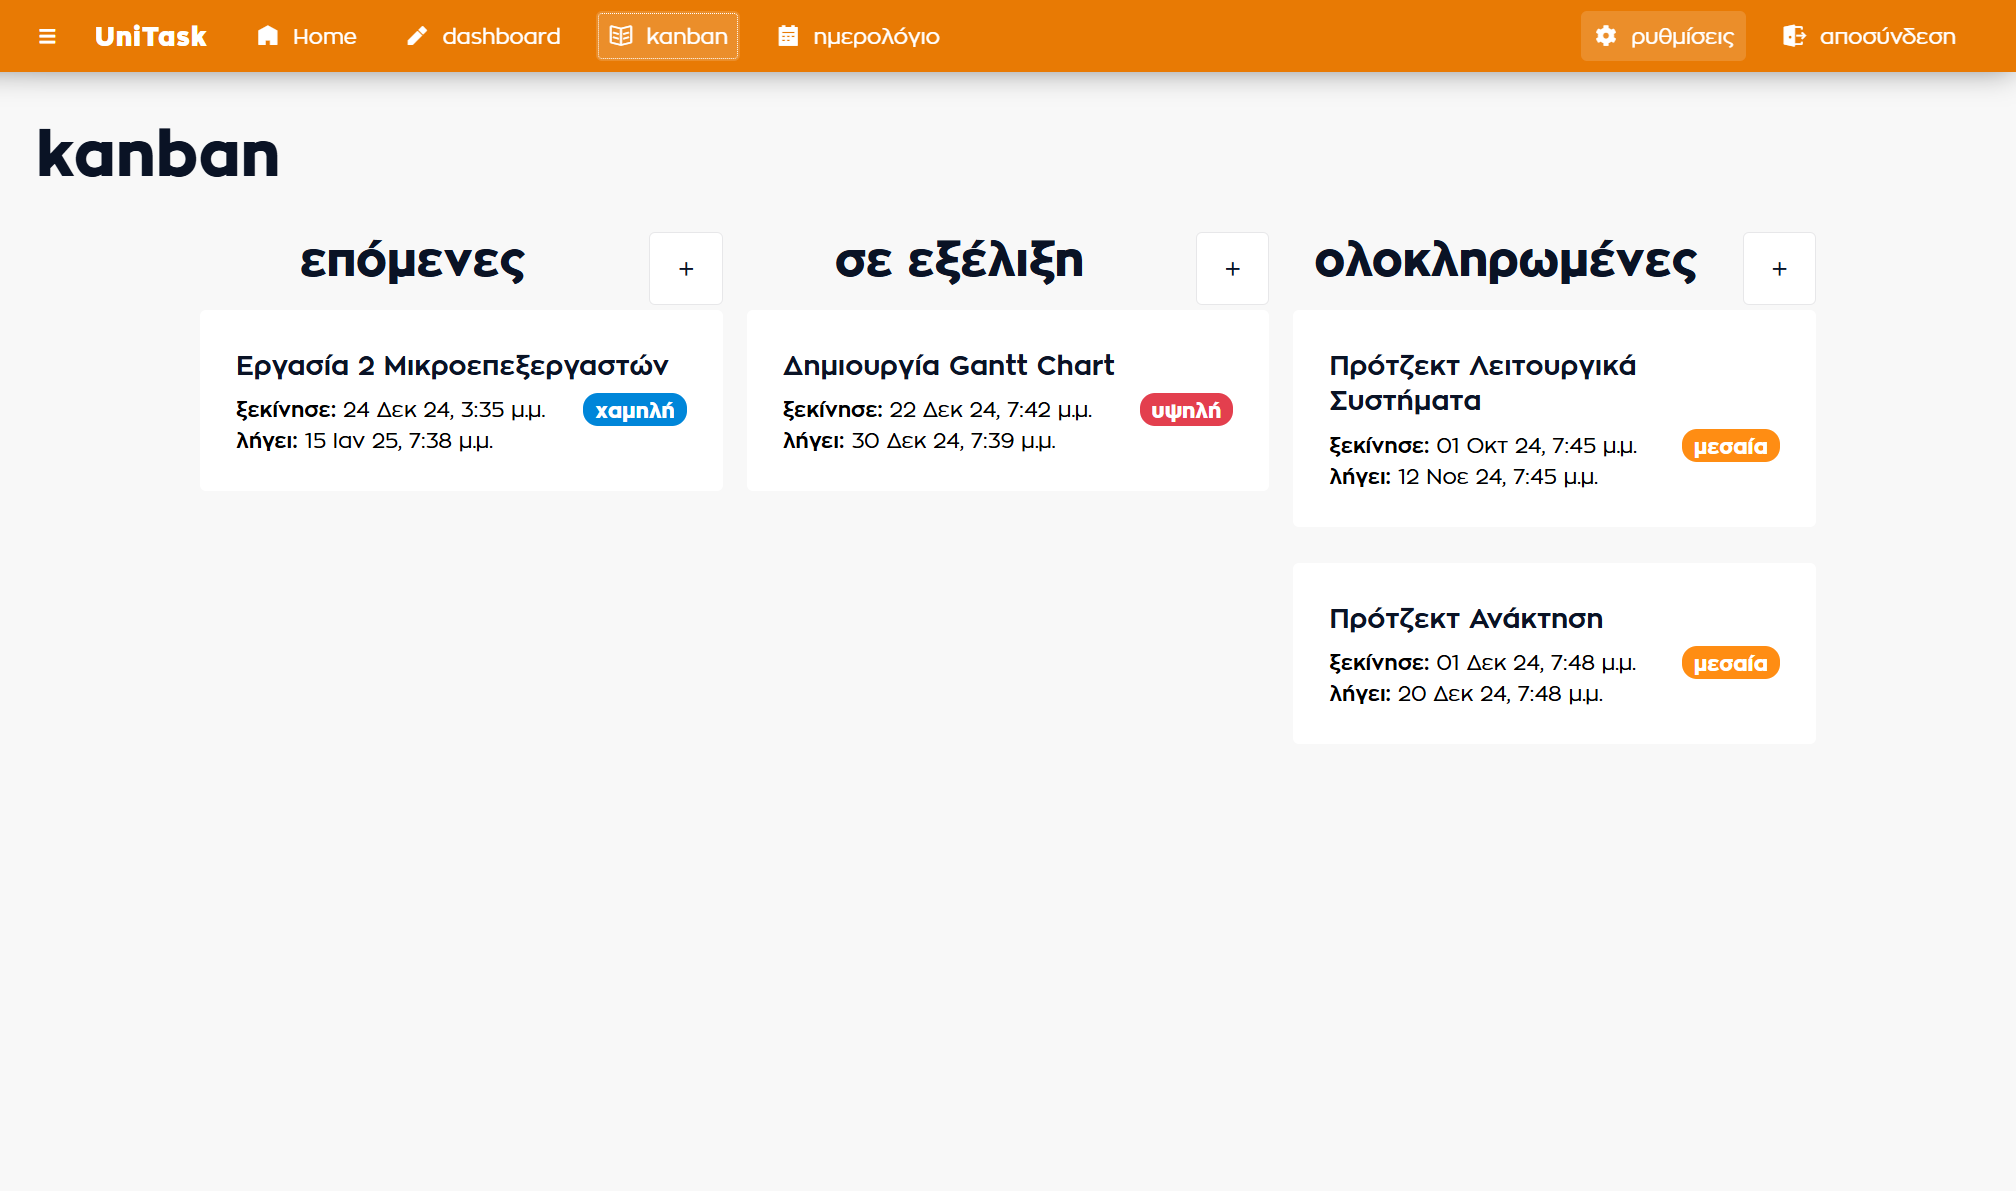 UniTask Home dashboard kanban ημερολόγιο ρυθμίσεις αποσύνδεση
kanban
επόμενες +
Εργασία 2 Μικροεπεξεργαστών
ξεκίνησε: 24 Δεκ 24, 3:35 μ.μ. χαμηλή
λήγει: 15 Ιαν 25, 7:38 μ.μ.
σε εξέλιξη +
Δημιουργία Gantt Chart
ξεκίνησε: 22 Δεκ 24, 7:42 μ.μ. υψηλή
λήγει: 30 Δεκ 24, 7:39 μ.μ.
ολοκληρωμένες +
Πρότζεκτ Λειτουργικά
Συστήματα
ξεκίνησε: 01 Οκτ 24, 7:45 μ.μ. μεσαία
λήγει: 12 Νοε 24, 7:45 μ.μ.
Πρότζεκτ Ανάκτηση
ξεκίνησε: 01 Δεκ 24, 7:48 μ.μ. μεσαία
λήγει: 20 Δεκ 24, 7:48 μ.μ.